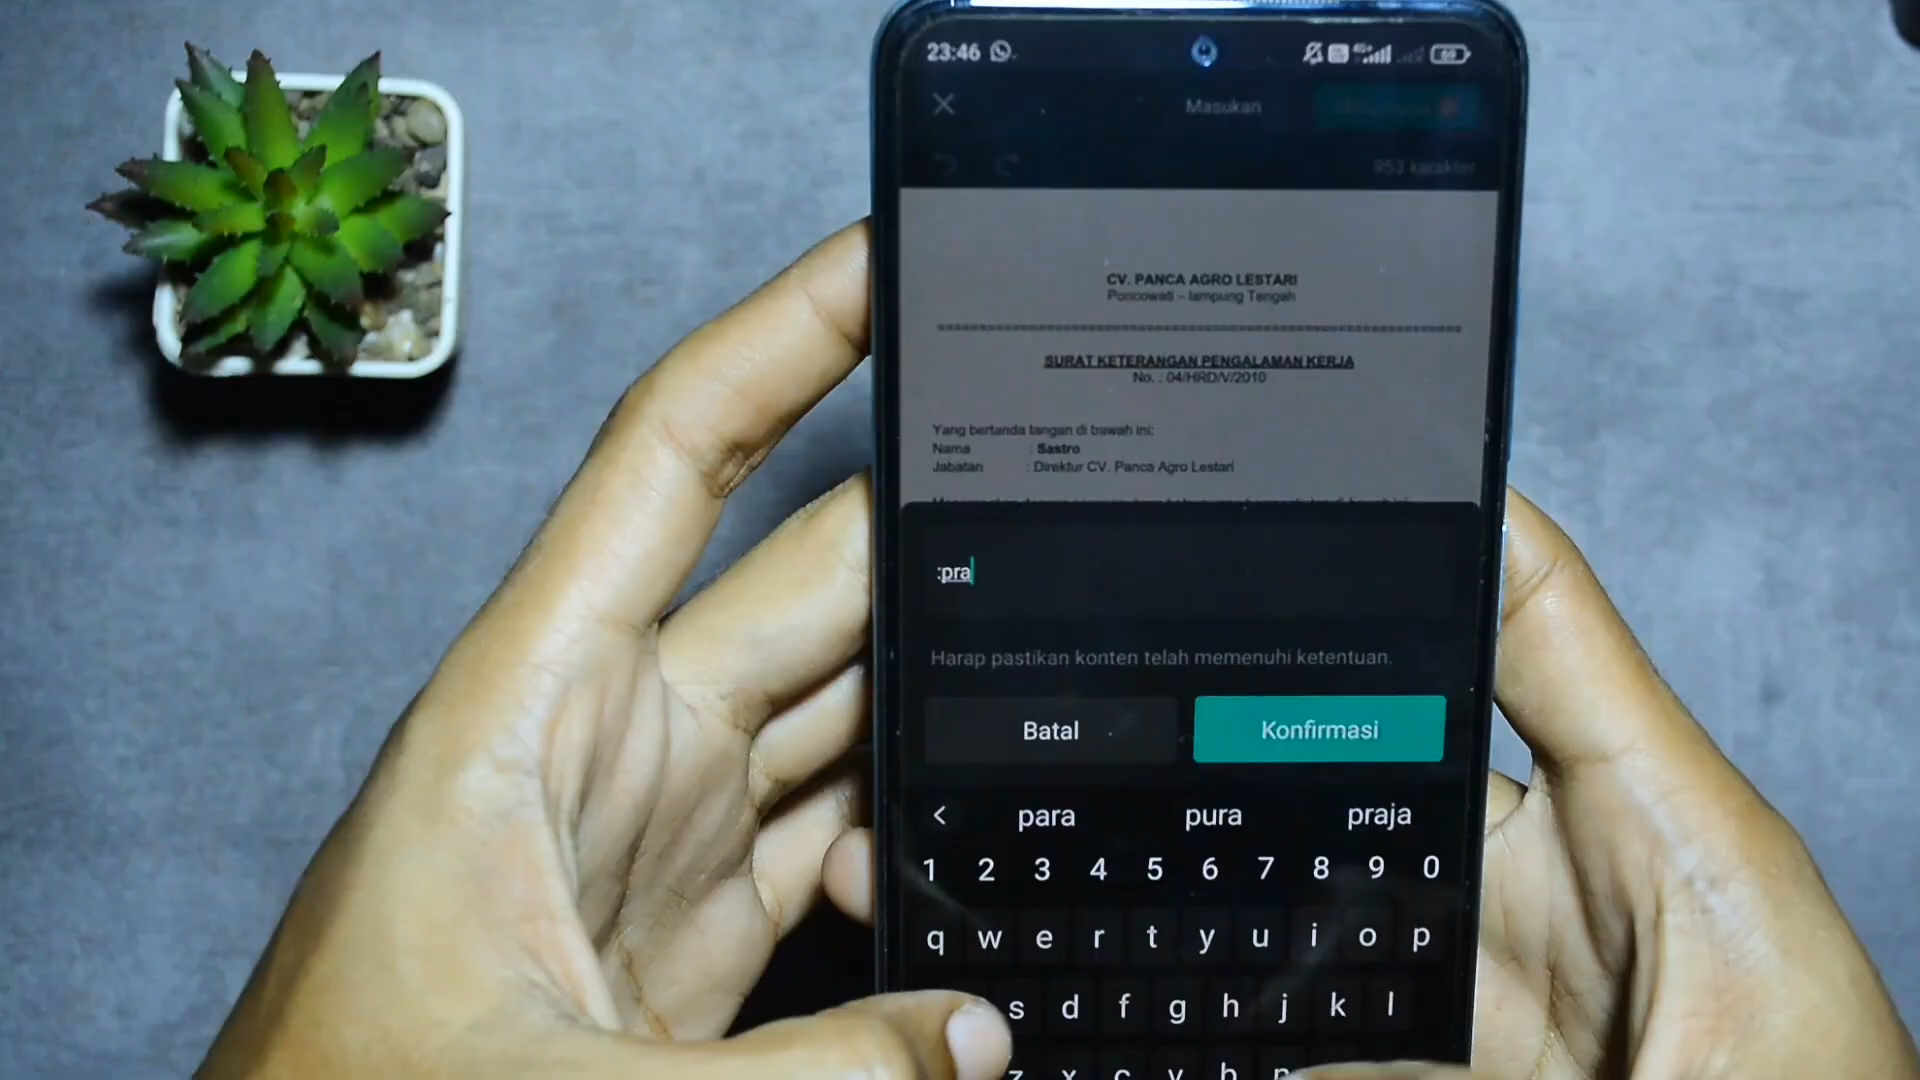 23:46
Masukan
953 karakter
CV. PANCA AGRO LESTARI
Poncowati – lampung Tengah
SURAT KETERANGAN PENGALAMAN KERJA
No. : 04/HRD/V/2010
Yang bertanda tangan di bawah ini:
Nama : Sastro
Jabatan : Direktur CV. Panca Agro Lestari
:pra
Harap pastikan konten telah memenuhi ketentuan.
Batal Konfirmasi
< para pura praja
1 2 3 4 5 6 7 8 9 0
q w e r t y u i o p
s d f g h j k l
z x c v b n